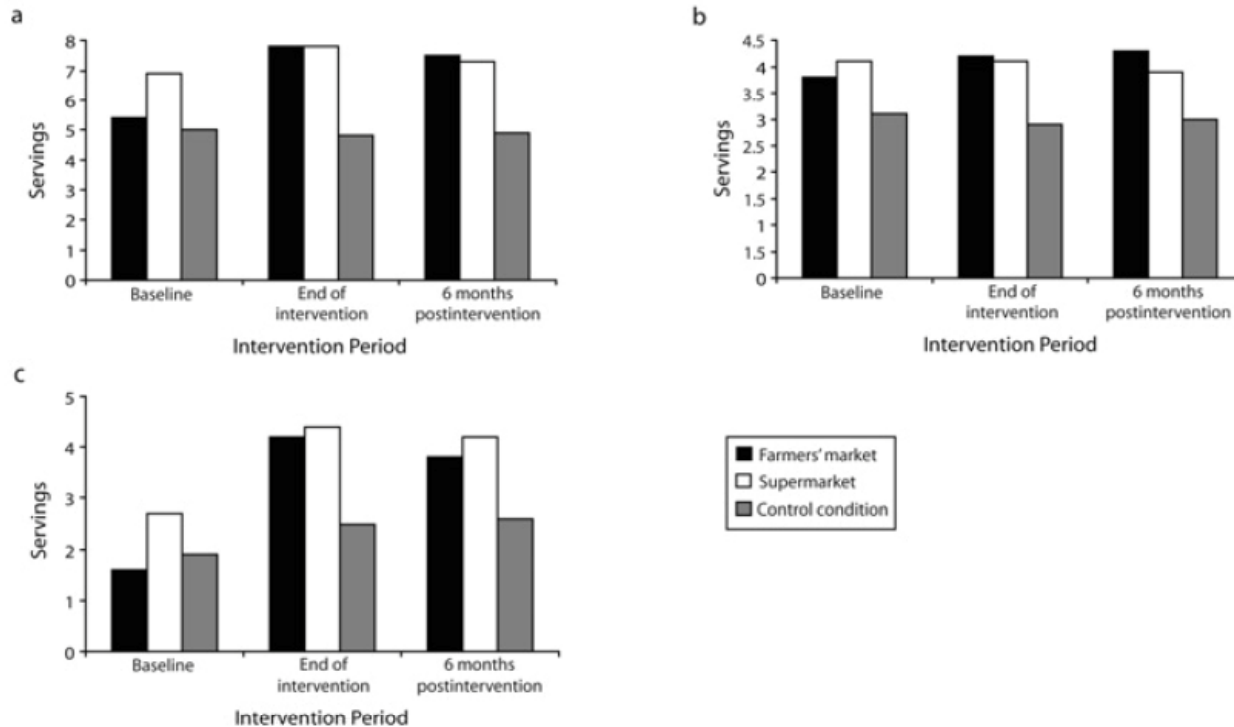 a
8
7
6
5
4
3
2
1
0
Servings
Baseline
End of
intervention
6 months
postintervention
Intervention Period
b
4.5
4
3.5
3
2.5
2
1.5
1
1.5
0
Servings
Baseline
End of
intervention
6 months
postintervention
Intervention Period
c
5
4
3
2
1
0
Servings
Baseline
End of
intervention
6 months
postintervention
Intervention Period
Farmers’ market
Supermarket
Control condition